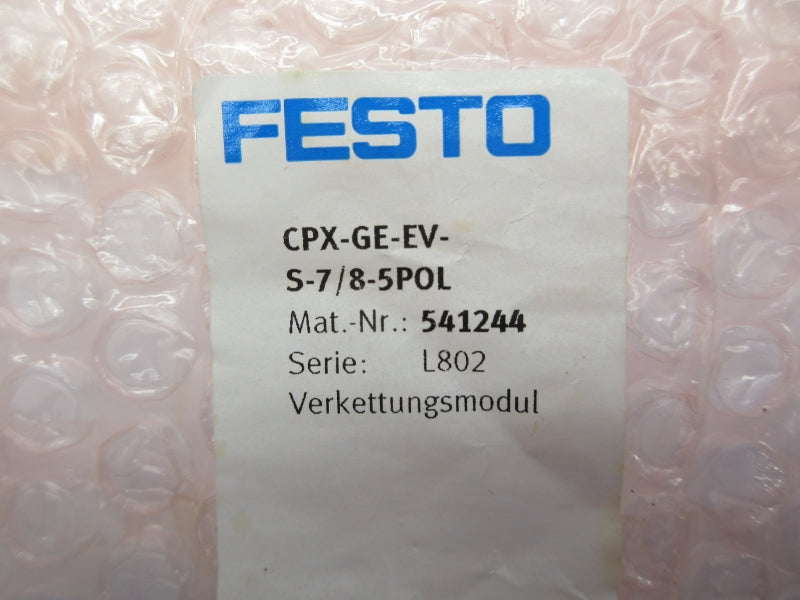 FESTO
CPX-GE-EV-
S-7/8-5POL
Mat.-Nr.: 541244
Serie: L802
Verkettungsmodul